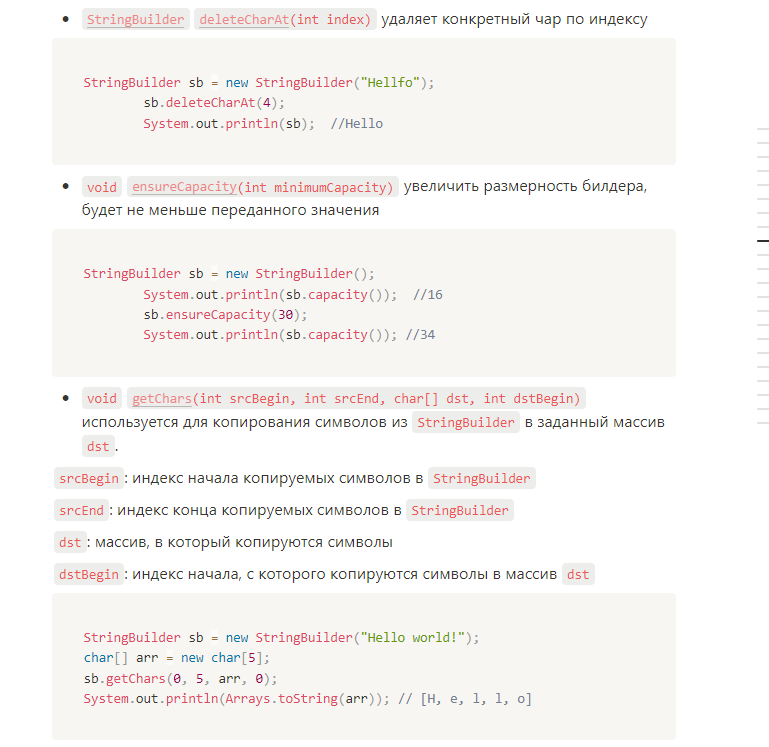 StringBuilder deleteCharAt(int index) удаляет конкретный чар по индексу
StringBuilder sb = new StringBuilder("Hellfo");
sb.deleteCharAt(4);
System.out.println(sb);  //Hello
void ensureCapacity(int minimumCapacity) увеличить размерность билдера,
будет не меньше переданного значения
StringBuilder sb = new StringBuilder();
System.out.println(sb.capacity());  //16
sb.ensureCapacity(30);
System.out.println(sb.capacity()); //34
void getChars(int srcBegin, int srcEnd, char[] dst, int dstBegin)
используется для копирования символов из StringBuilder в заданный массив
dst.
srcBegin: индекс начала копируемых символов в StringBuilder
srcEnd: индекс конца копируемых символов в StringBuilder
dst: массив, в который копируются символы
dstBegin: индекс начала, с которого копируются символы в массив dst
StringBuilder sb = new StringBuilder("Hello world!");
char[] arr = new char[5];
sb.getChars(0, 5, arr, 0);
System.out.println(Arrays.toString(arr)); // [H, e, l, l, o]